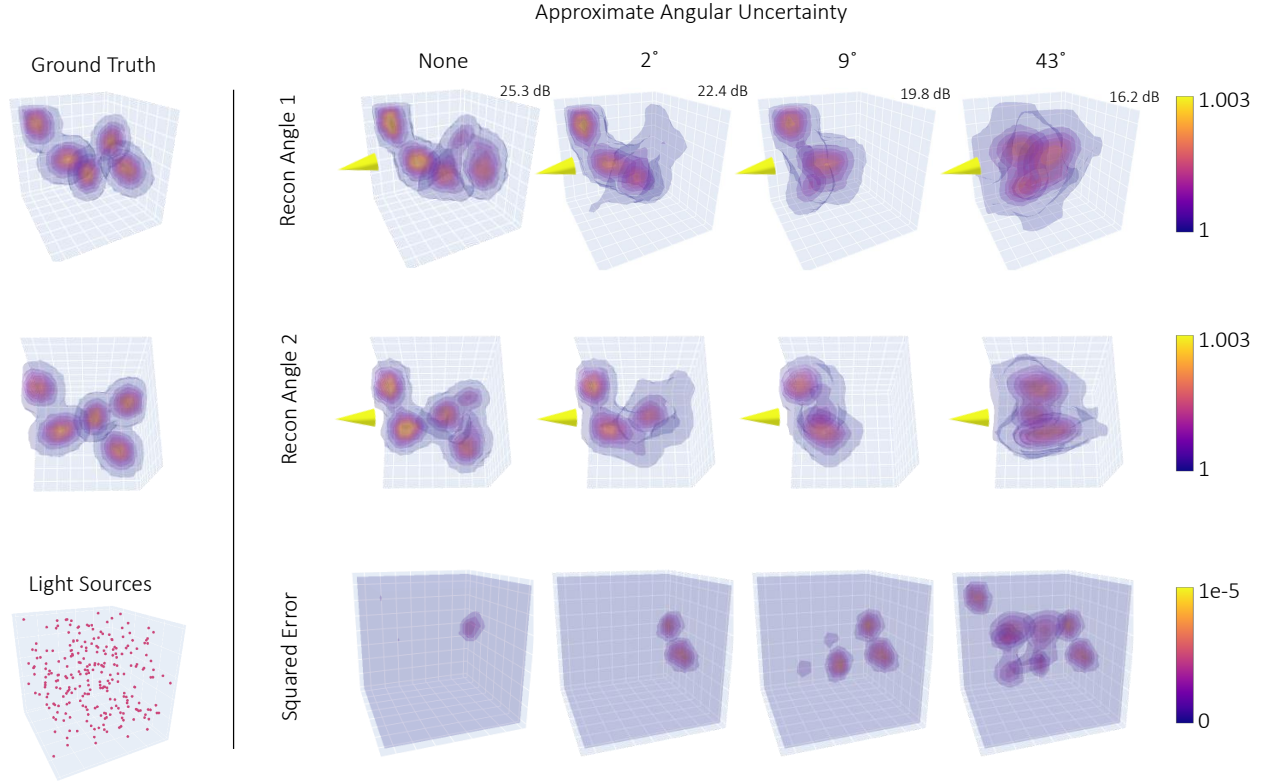 Approximate Angular Uncertainty
Ground Truth
None
2°
9°
43°
Recon Angle 1
25.3 dB
22.4 dB
19.8 dB
16.2 dB
1.003
1
Recon Angle 2
1.003
1
Light Sources
Squared Error
1e-5
0